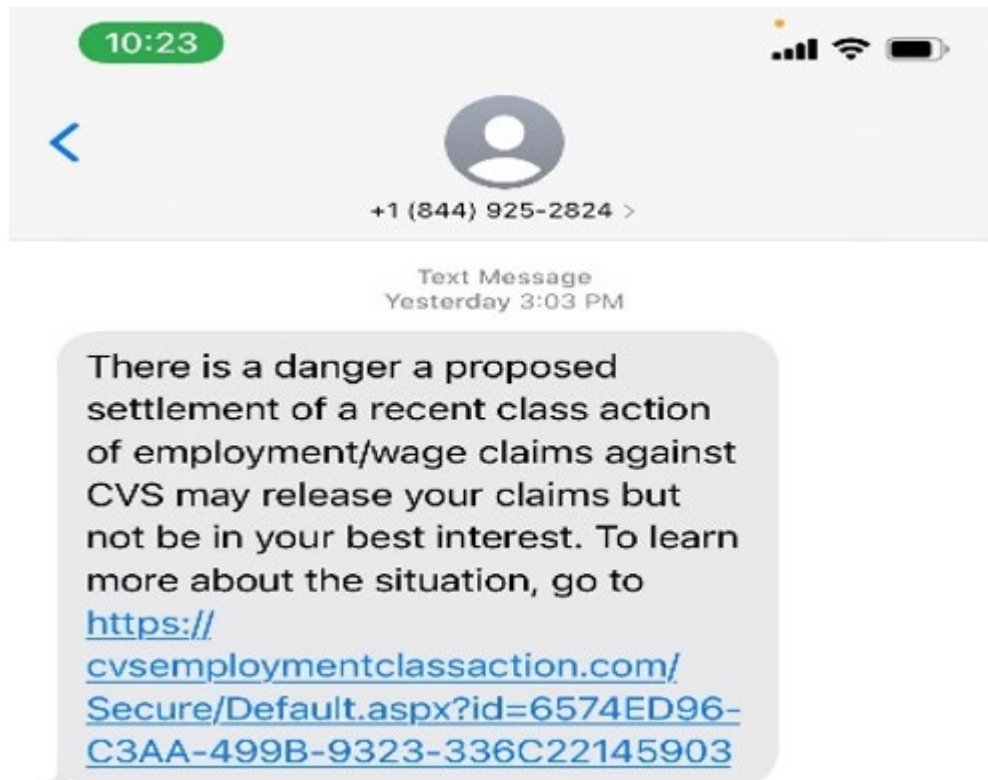 10:23
+1 (844) 925-2824 >
Text Message
Yesterday 3:03 PM
There is a danger a proposed
settlement of a recent class action
of employment/wage claims against
CVS may release your claims but
not be in your best interest. To learn
more about the situation, go to
https://
cvsemploymentclassaction.com/
Secure/Default.aspx?id=6574ED96-
C3AA-499B-9323-336C22145903